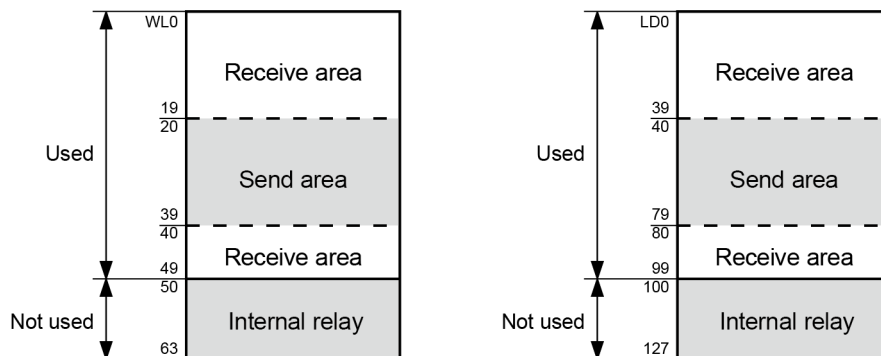 WL0
Receive area
19
20
Used
Send area
39
40
Receive area
49
50
Not used
Internal relay
63
LD0
Receive area
39
40
Used
Send area
79
80
Receive area
99
100
Not used
Internal relay
127